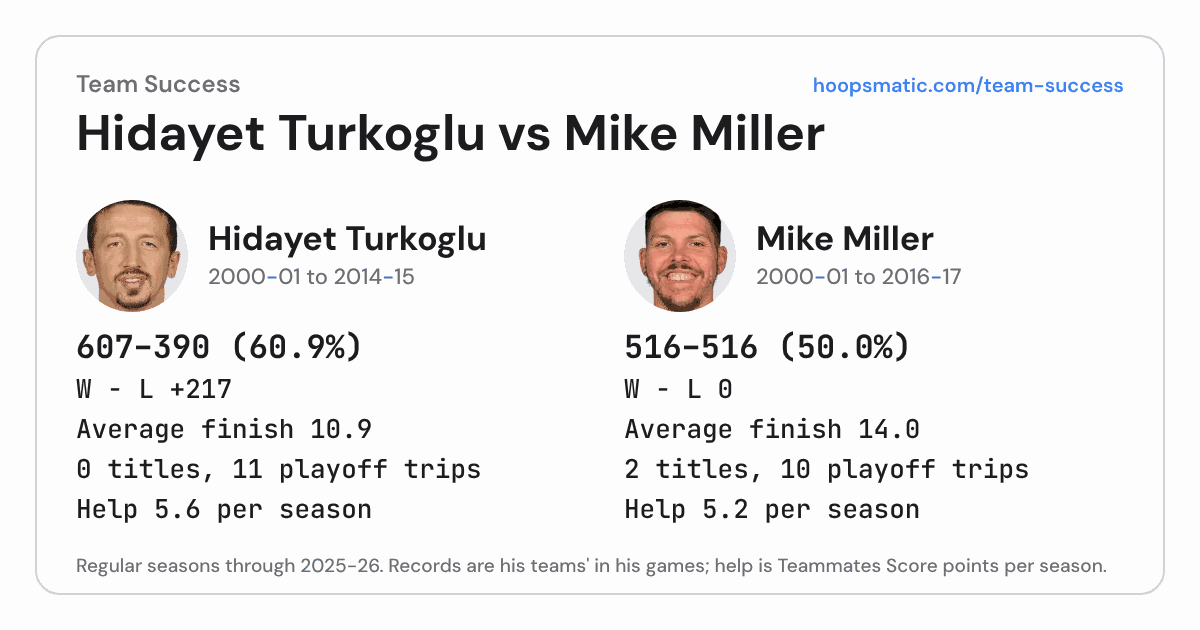 Team Success
hoopsmatic.com/team-success
Hidayet Turkoglu vs Mike Miller
Hidayet Turkoglu
2000-01 to 2014-15
607-390 (60.9%)
W - L +217
Average finish 10.9
0 titles, 11 playoff trips
Help 5.6 per season
Mike Miller
2000-01 to 2016-17
516-516 (50.0%)
W - L 0
Average finish 14.0
2 titles, 10 playoff trips
Help 5.2 per season
Regular seasons through 2025-26. Records are his teams' in his games; help is Teammates Score points per season.